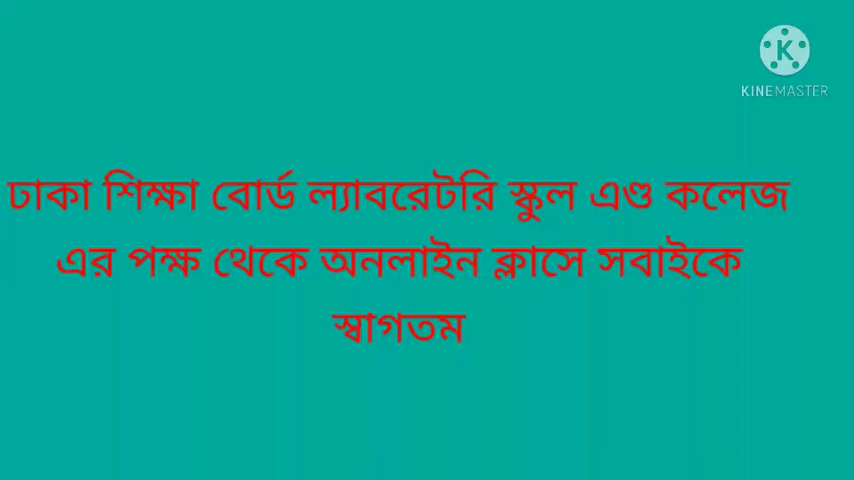 KINEMASTER
ঢাকা শিক্ষা বোর্ড ল্যাবরেটরি স্কুল এণ্ড কলেজ
এর পক্ষ থেকে অনলাইন ক্লাসে সবাইকে
স্বাগতম